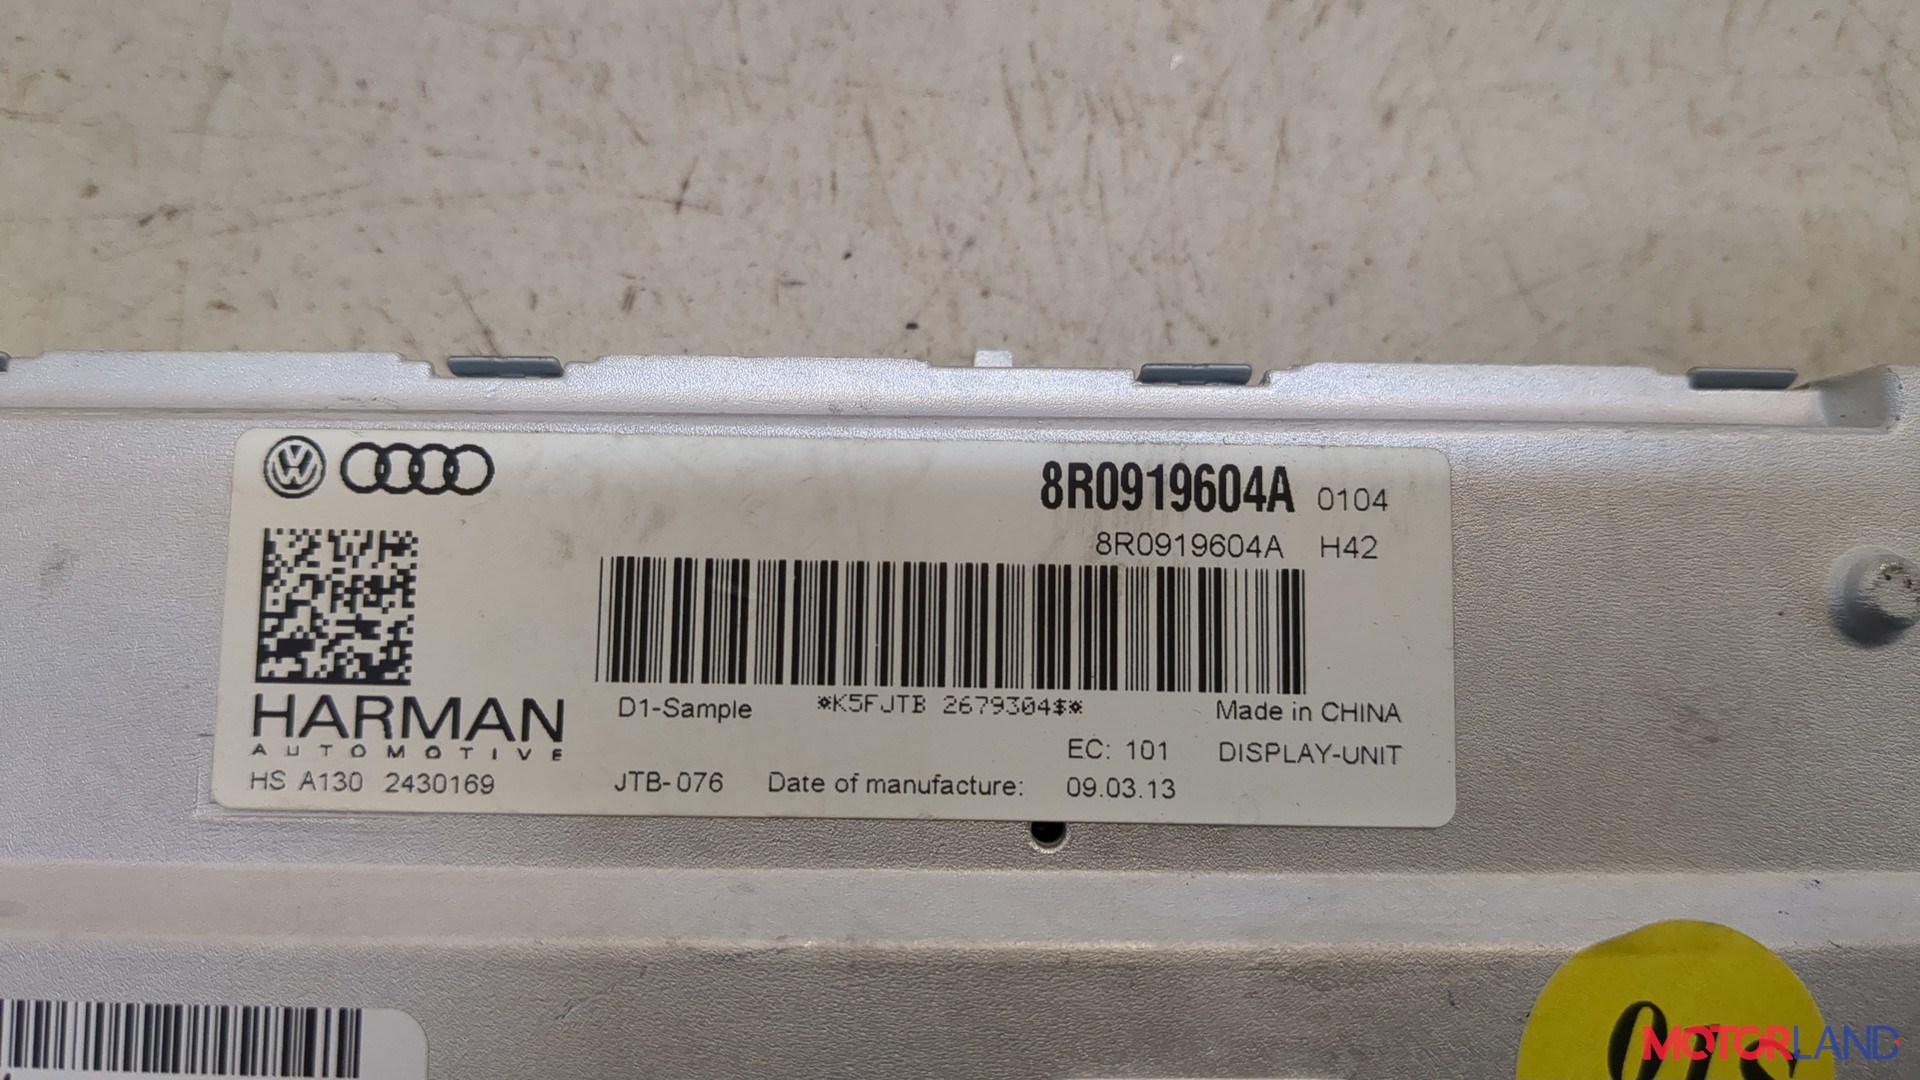 8R0919604A 0104
8R0919604A H42
HARMAN
AUTOMOTIVE
D1-Sample *K5FJTB 2679304$* Made in CHINA
EC: 101 DISPLAY-UNIT
HS A130 2430169 JTB-076 Date of manufacture: 09.03.13
MOTORLAND